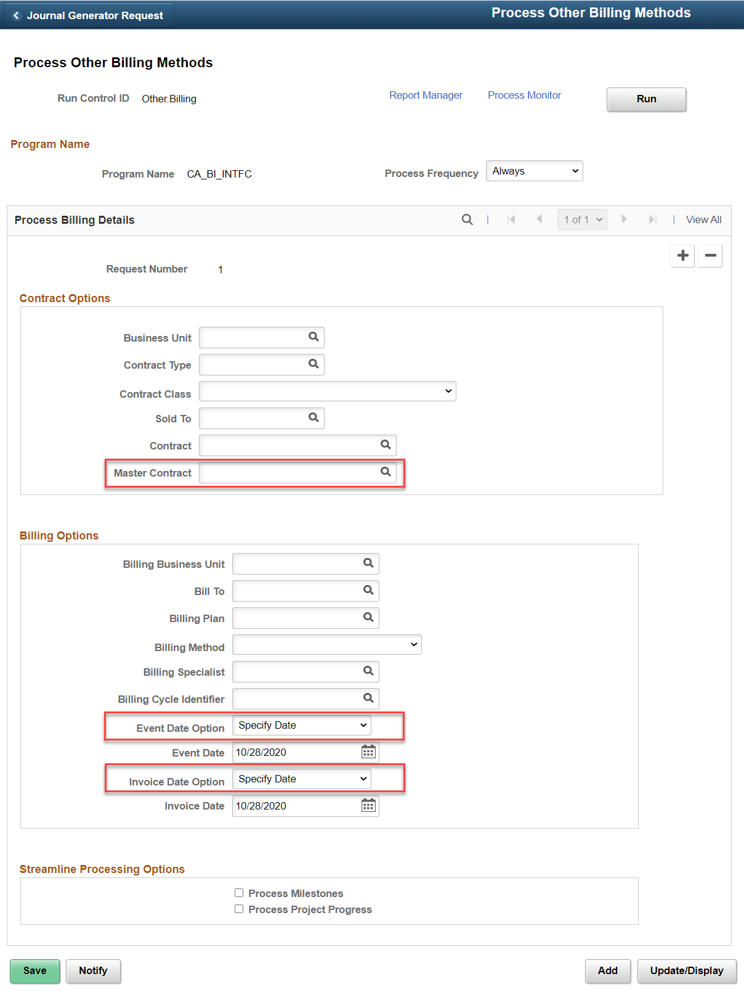 Journal Generator Request
Process Other Billing Methods
Process Other Billing Methods
Run Control ID Other.Billing Report Manager Process Monitor Run
Program Name
Program Name CA_BI_INTFC Process Frequency Always
Process Billing Details 1 of 1 View All
Request Number 1
Contract Options
Business Unit
Contract Type
Contract Class
Sold To
Contract
Master Contract
Billing Options
Billing Business Unit
Bill To
Billing Plan
Billing Method
Billing Specialist
Billing Cycle Identifier
Event Date Option Specify Date
Event Date 10/28/2020
Invoice Date Option Specify Date
Invoice Date 10/28/2020
Streamline Processing Options
Process Milestones
Process Project Progress
Save Notify Add Update/Display